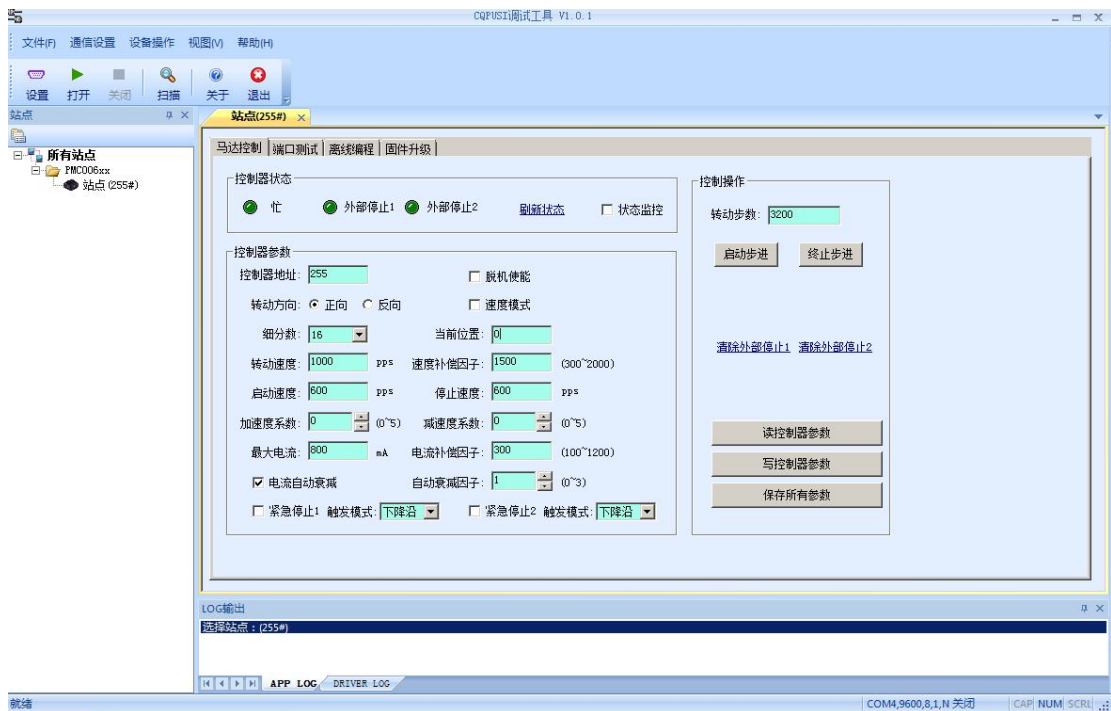 CQPUSI调试工具 V1.0.1
文件(F) 通信设置 设备操作 视图(V) 帮助(H)
设置 打开 关闭 扫描 关于 退出
站点
站点(255#)
所有站点
PMC006xx
站点(255#)
马达控制 端口测试 离线编程 固件升级
控制器状态
忙 外部停止1 外部停止2 刷新状态 状态监控
控制器参数
控制器地址: 255 脱机使能
转动方向: 正向 反向 速度模式
细分数: 16 当前位置: 0
转动速度: 1000 pps 速度补偿因子: 1500 (300~2000)
启动速度: 600 pps 停止速度: 600 pps
加速度系数: 0 (0~5) 减速度系数: 0 (0~5)
最大电流: 800 mA 电流补偿因子: 300 (100~1200)
电流自动衰减 自动衰减因子: 1 (0~3)
紧急停止1 触发模式: 下降沿 紧急停止2 触发模式: 下降沿
控制操作
转动步数: 3200
启动步进 终止步进
清除外部停止1 清除外部停止2
读控制器参数
写控制器参数
保存所有参数
LOG输出
选择站点：(255#)
APP LOG DRIVER LOG
就绪 COM4,9600,8,1,N 关闭 CAP NUM SCRL